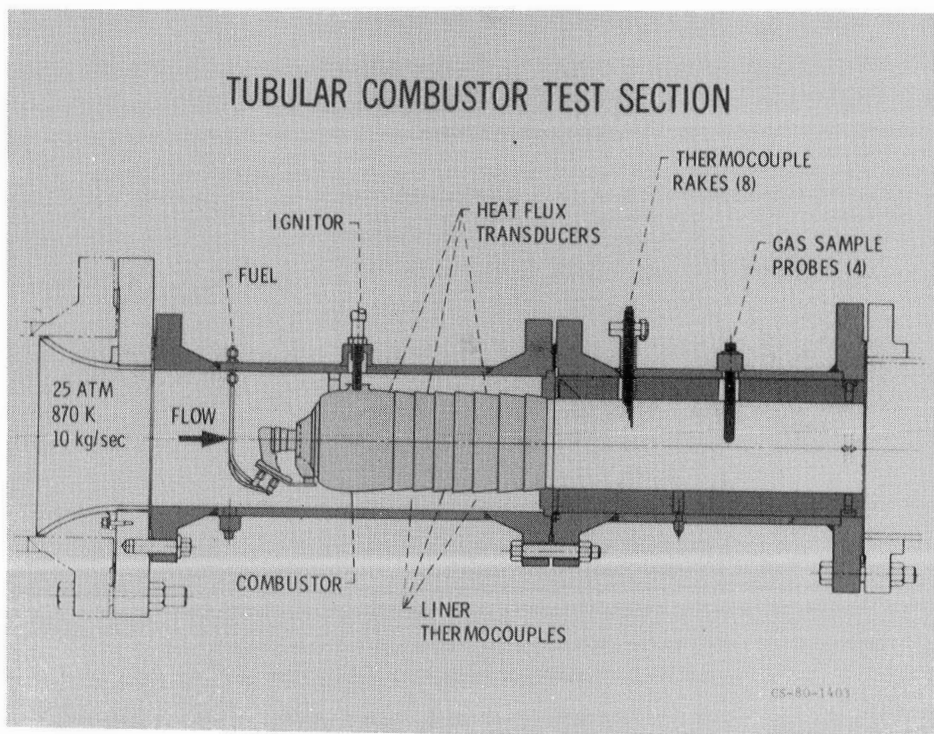 TUBULAR COMBUSTOR TEST SECTION
THERMOCOUPLE
RAKES (8)
IGNITOR
HEAT FLUX
TRANSDUCERS
GAS SAMPLE
PROBES (4)
FUEL
25 ATM
870 K
10 kg/sec
FLOW
COMBUSTOR
LINER
THERMOCOUPLES
CS-80-1403